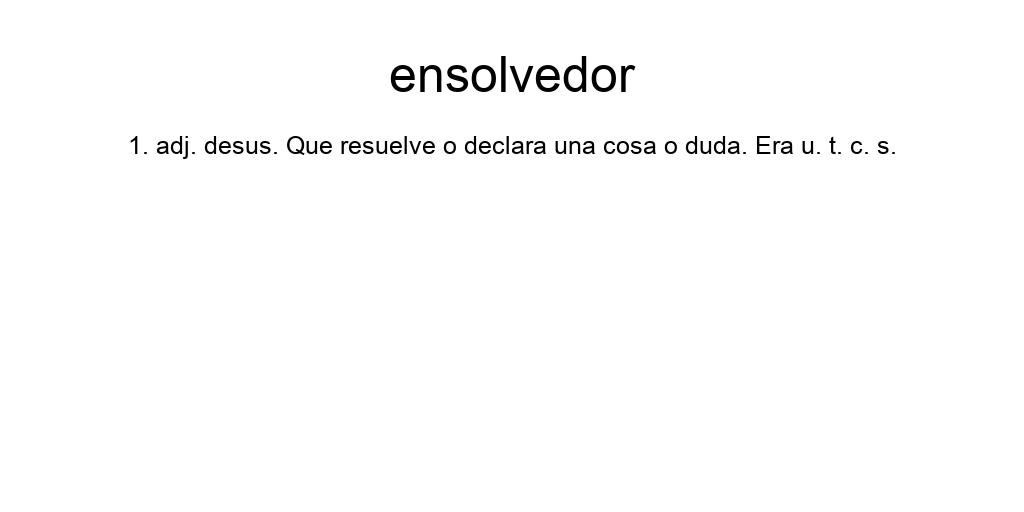 ensolvedor
1. adj. desus. Que resuelve o declara una cosa o duda. Era u. t. c. s.